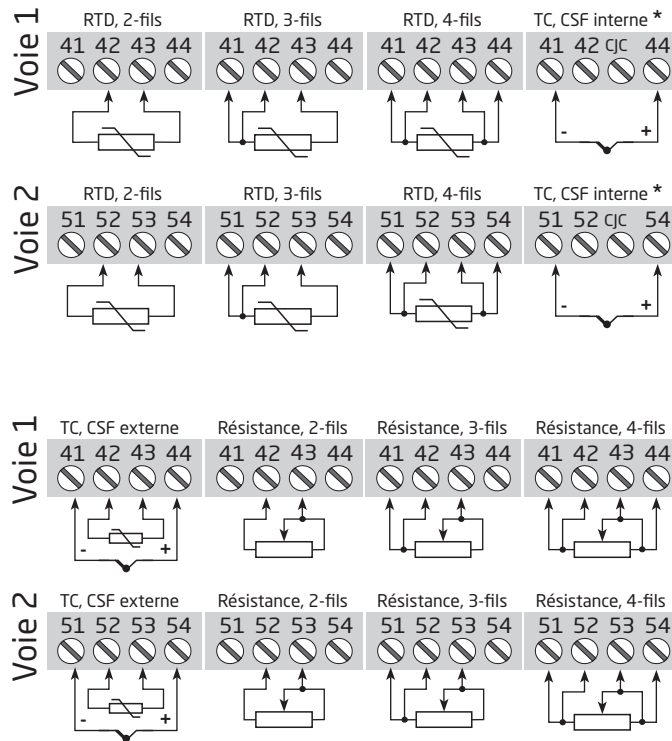 Voie 1
RTD, 2-fils RTD, 3-fils RTD, 4-fils TC, CSF interne *
41 42 43 44 41 42 43 44 41 42 43 44 41 42 CJC 44
- +
Voie 2
RTD, 2-fils RTD, 3-fils RTD, 4-fils TC, CSF interne *
51 52 53 54 51 52 53 54 51 52 53 54 51 52 CJC 54
- +
Voie 1
TC, CSF externe Résistance, 2-fils Résistance, 3-fils Résistance, 4-fils
41 42 43 44 41 42 43 44 41 42 43 44 41 42 43 44
- +
Voie 2
TC, CSF externe Résistance, 2-fils Résistance, 3-fils Résistance, 4-fils
51 52 53 54 51 52 53 54 51 52 53 54 51 52 53 54
- +